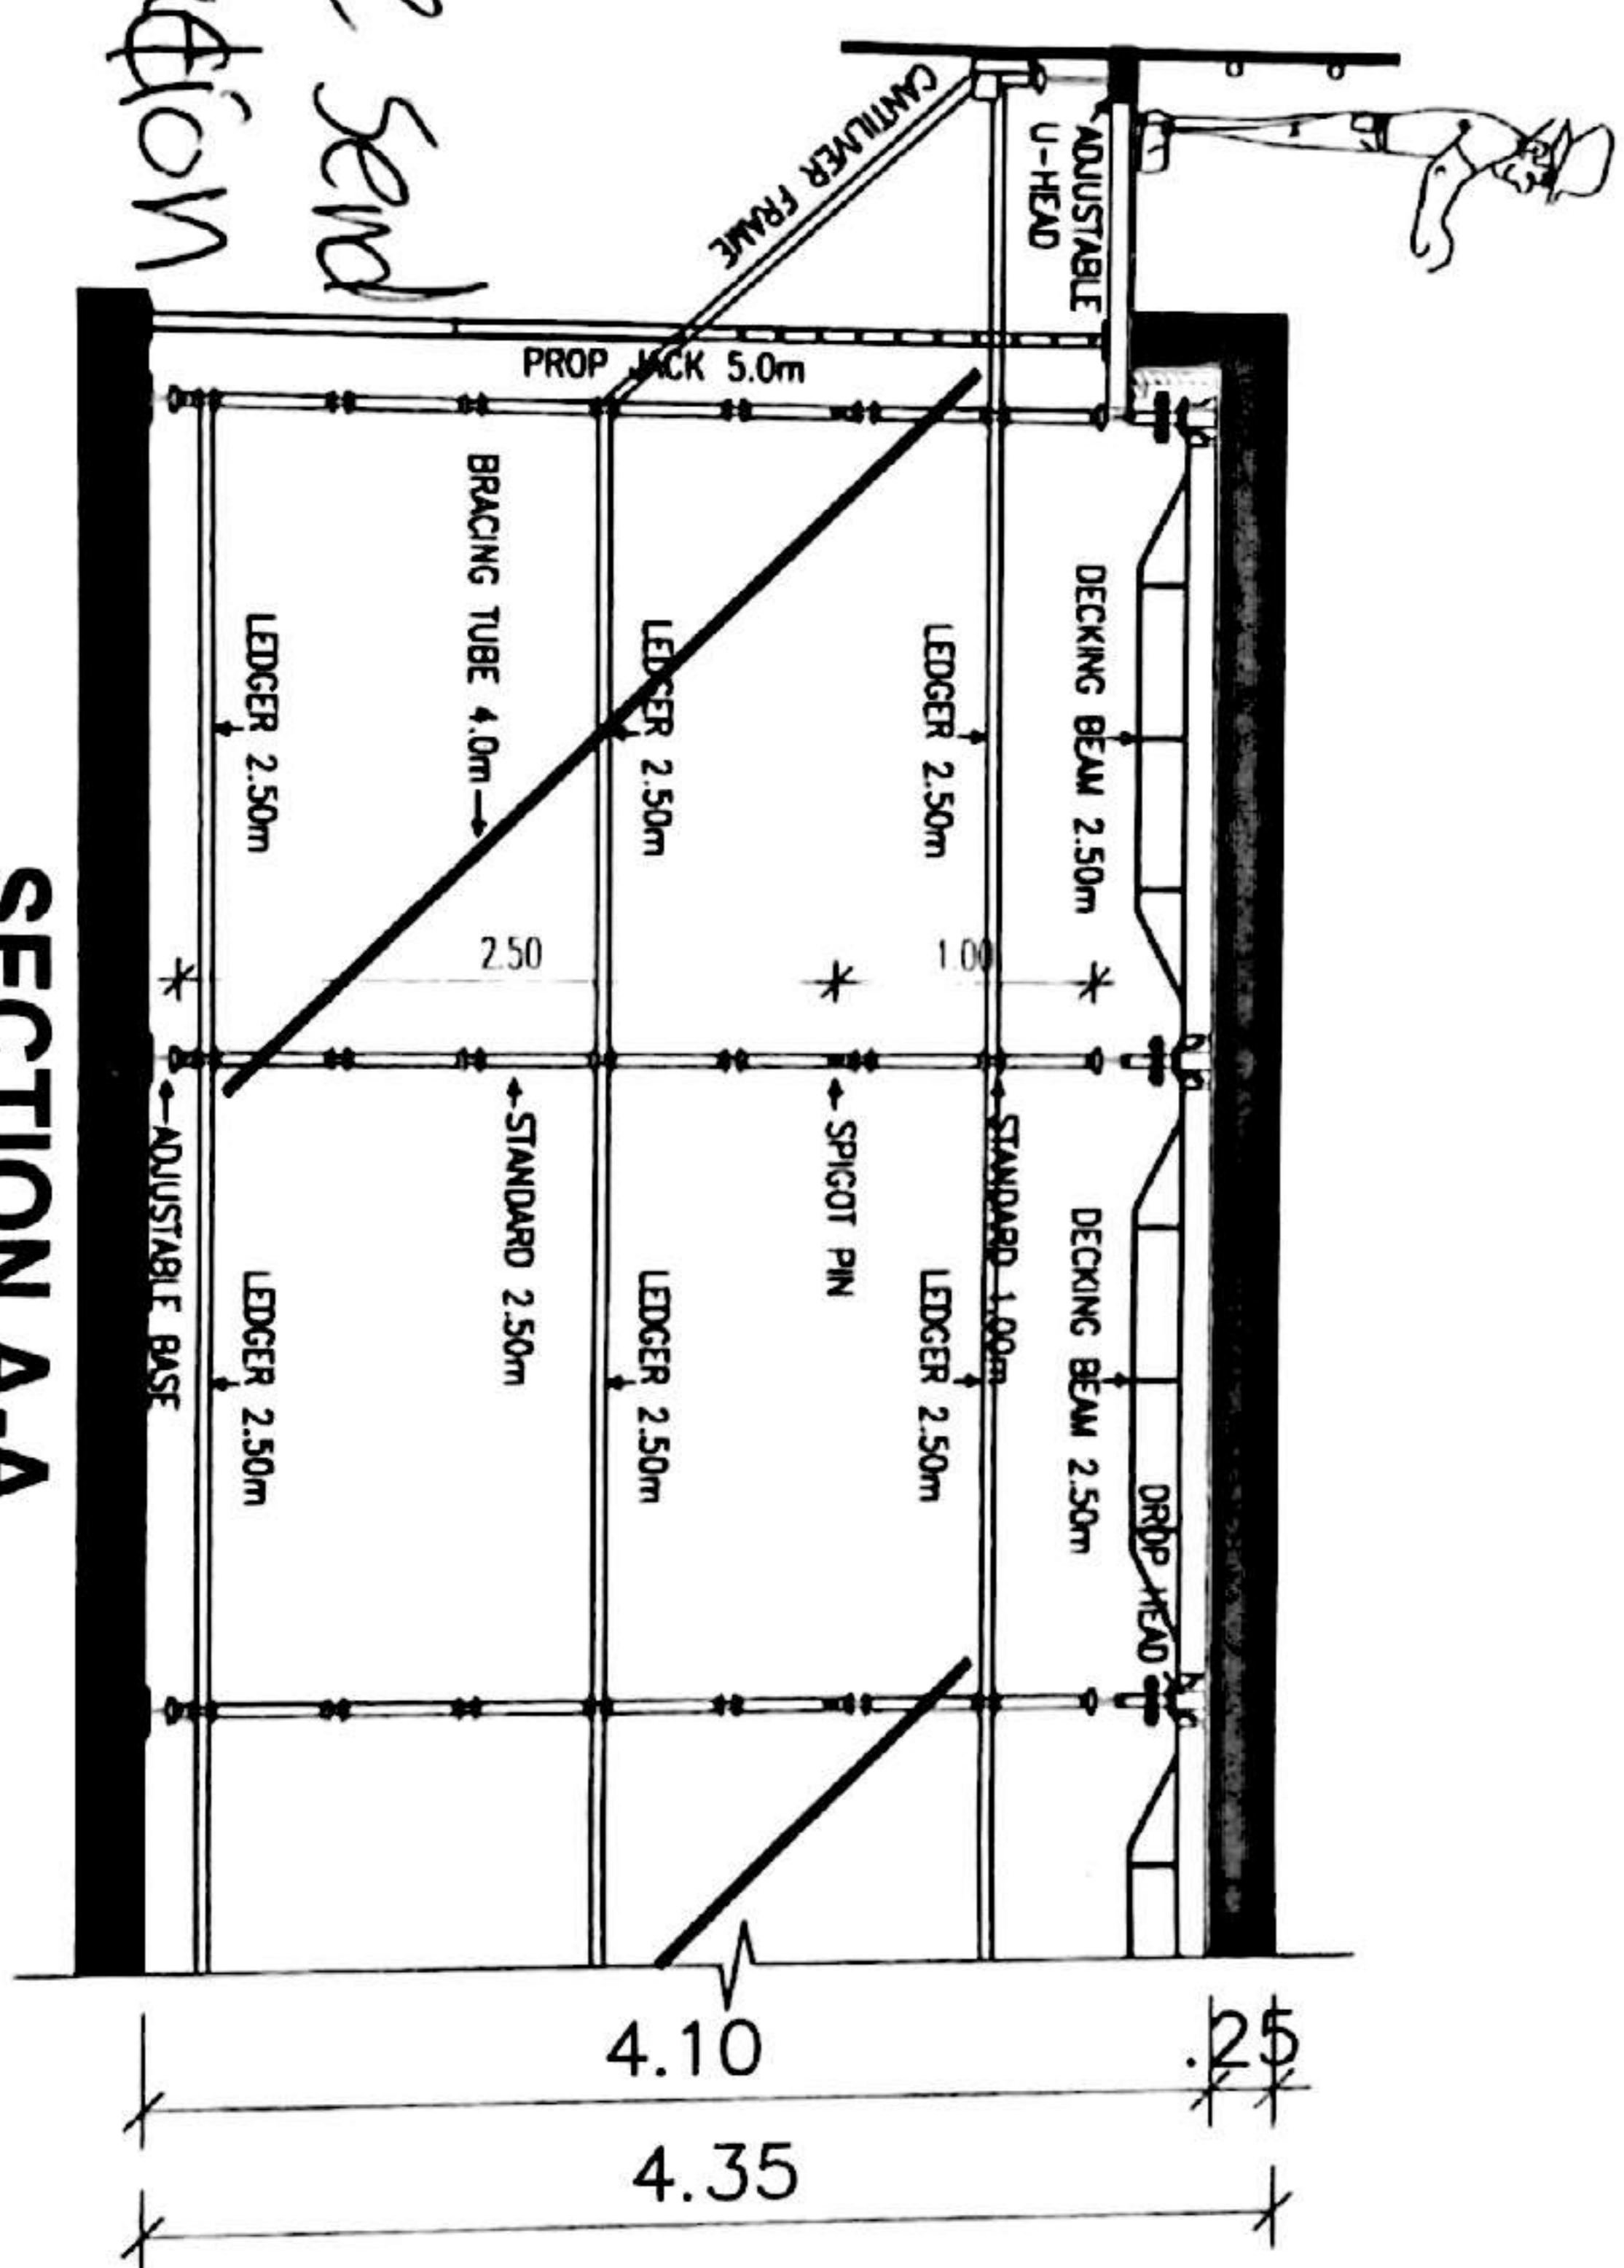 .25
4.10
4.35
DROP HEAD
ADJUSTABLE
U-HEAD
DECKING BEAM 2.50m
DECKING BEAM 2.50m
CANTILIVER FRAME
1.00
STANDARD 1.00m
LEDGER 2.50m
LEDGER 2.50m
SPIGOT PIN
PROP JACK 5.0m
LEDGER 2.50m
LEDGER 2.50m
2.50
STANDARD 2.50m
BRACING TUBE 4.0m
LEDGER 2.50m
LEDGER 2.50m
ADJUSTABLE BASE
Send
SECTION A-A